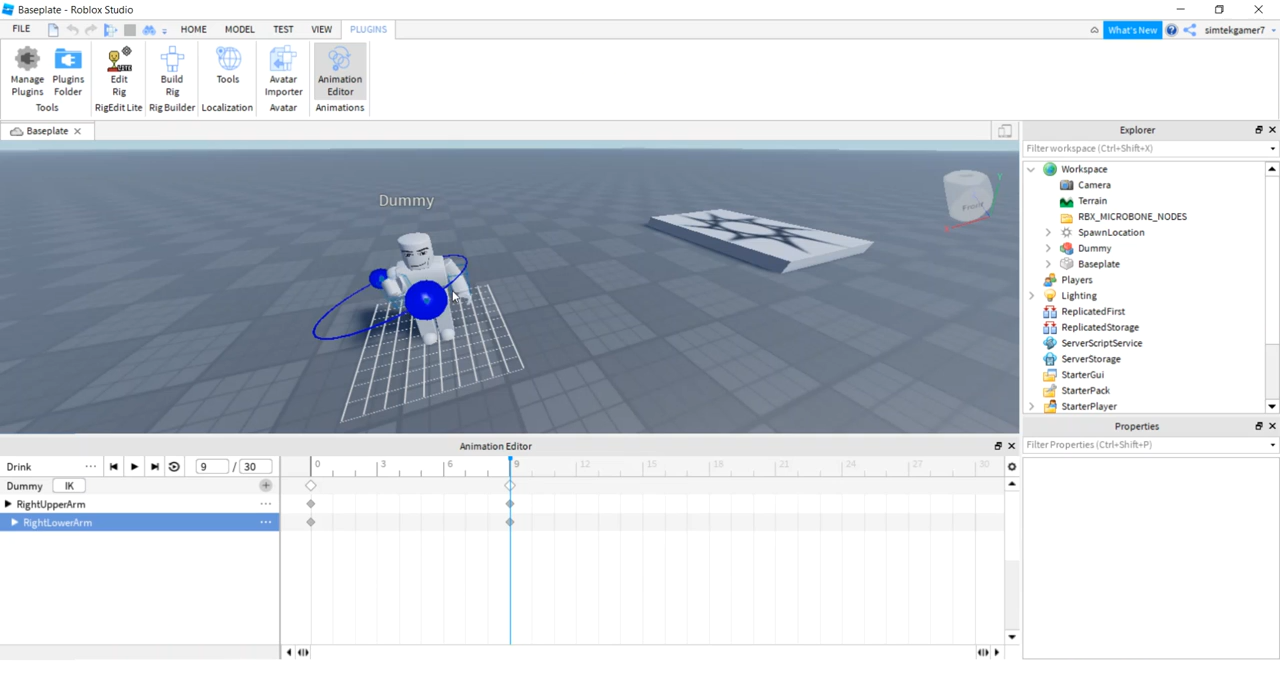 Baseplate - Roblox Studio
FILE HOME MODEL TEST VIEW PLUGINS What's New simtekgamer7
Manage Plugins Plugins Folder Edit Rig Build Rig Tools Avatar Importer Animation Editor
Tools RigEdit Lite Rig Builder Localization Avatar Animations
Baseplate
Explorer
Filter workspace (Ctrl+Shift+X)
Workspace
Camera
Terrain
RBX_MICROBONE_NODES
SpawnLocation
Dummy
Baseplate
Players
Lighting
ReplicatedFirst
ReplicatedStorage
ServerScriptService
ServerStorage
StarterGui
StarterPack
StarterPlayer
Dummy
Properties
Filter Properties (Ctrl+Shift+P)
Animation Editor
Drink 9 / 30 0 3 6 9 12 15 18 21 24 27 30
Dummy IK
RightUpperArm
RightLowerArm